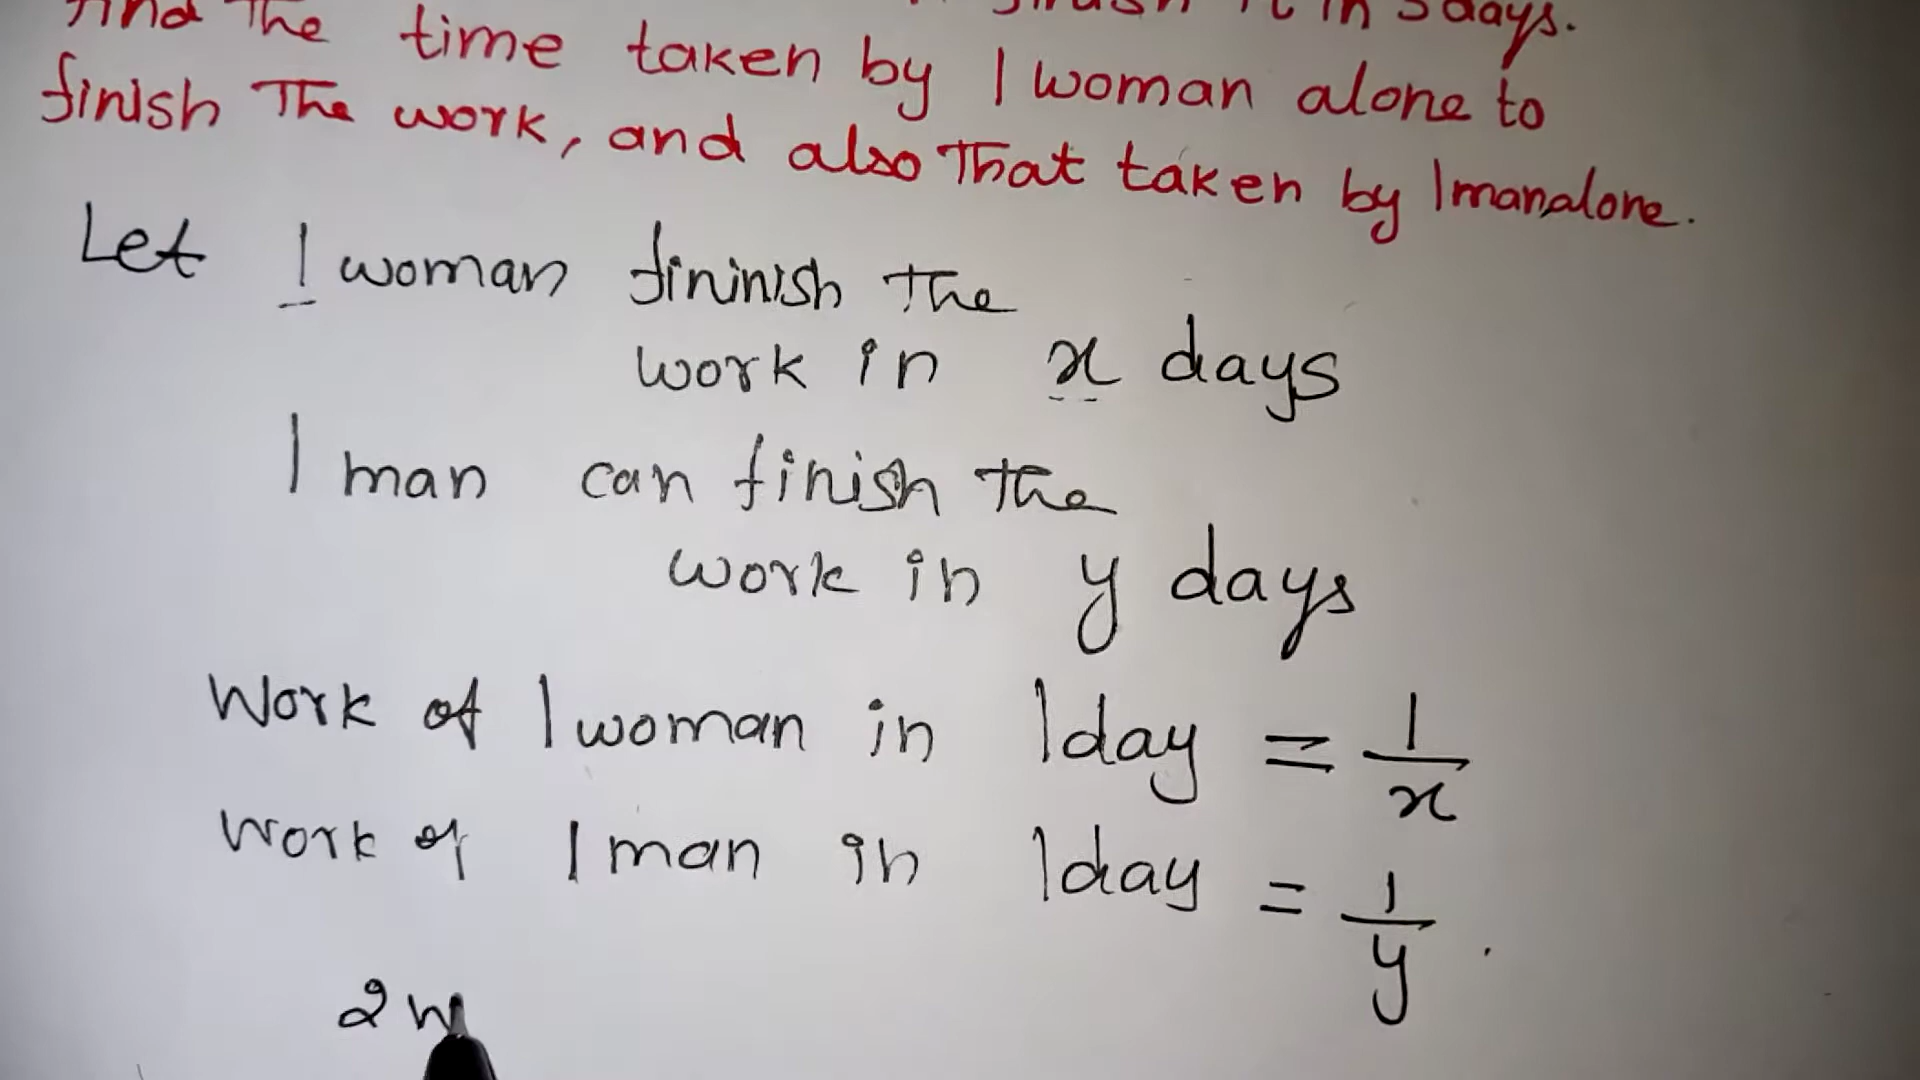 find the time taken by 1 woman alone to
finish it in 3 days.
finish The work, and also That taken by 1 man alone.
Let 1 woman fininish the
work in x days
1 man can finish the
work in y days
Work of 1 woman in 1 day = 1/x
Work of 1 man in 1 day = 1/y .
2 w